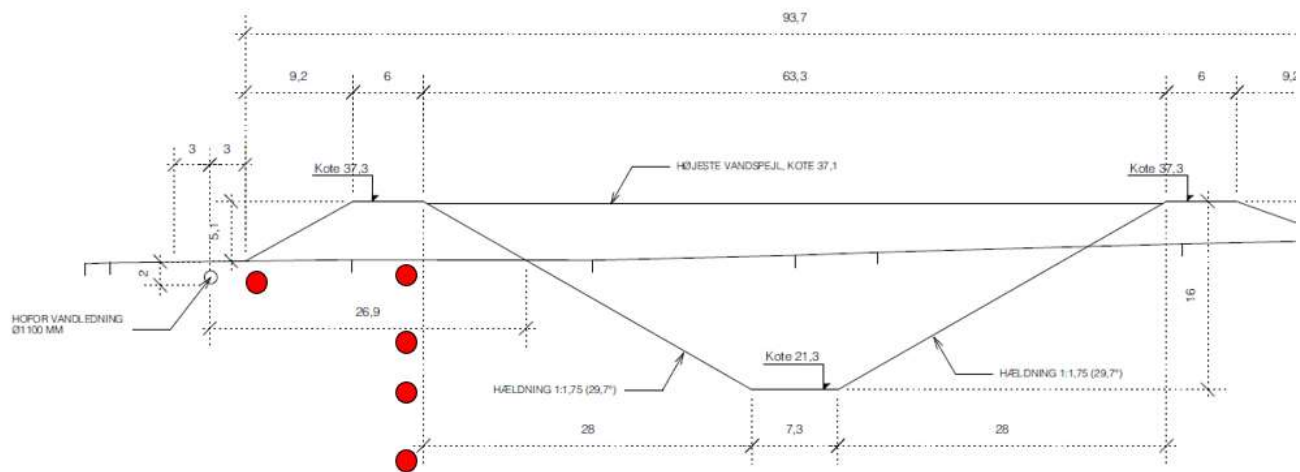 93,7
9,2
6
63,3
6
9,2
3
3
Kote 37,3
HØJESTE VANDSPEJL, KOTE 37,1
Kote 37,3
5,1
2
HOFOR VANDLEDNING
Ø1100 MM
26,9
16
Kote 21,3
HÆLDNING 1:1,75 (29,7°)
HÆLDNING 1:1,75 (29,7°)
28
7,3
28